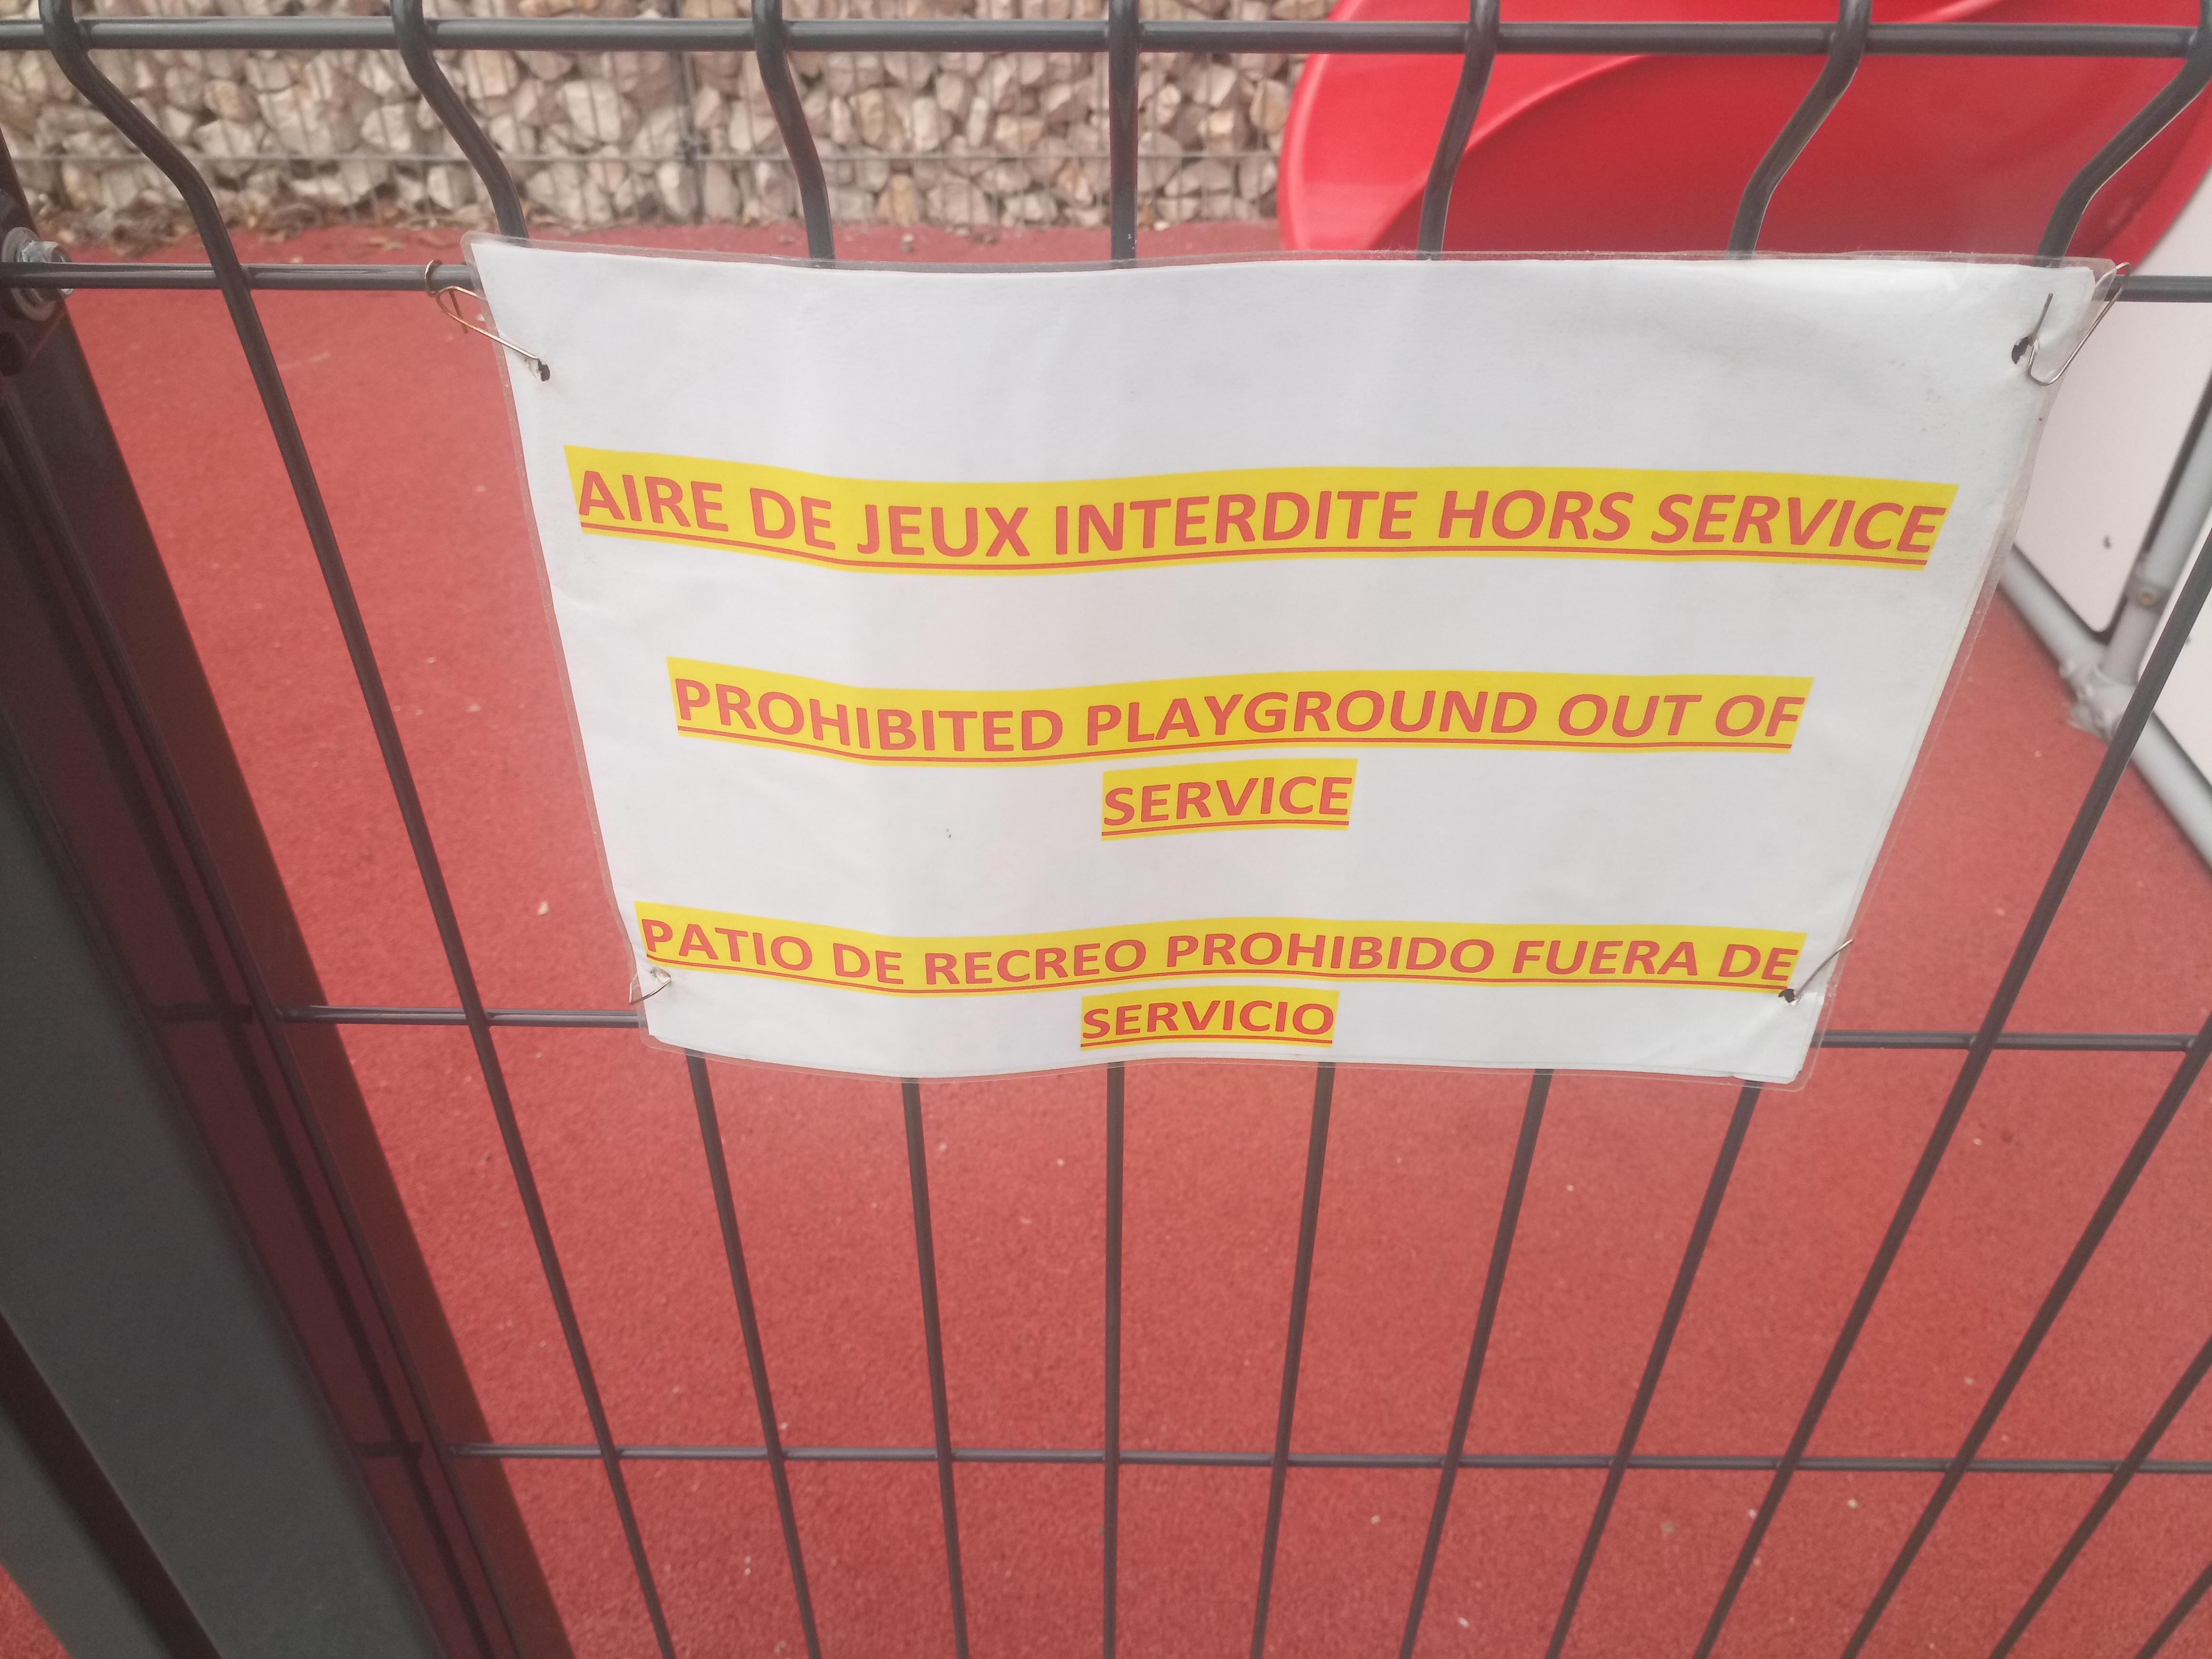 AIRE DE JEUX INTERDITE HORS SERVICE
PROHIBITED PLAYGROUND OUT OF
SERVICE
PATIO DE RECREO PROHIBIDO FUERA DE
SERVICIO